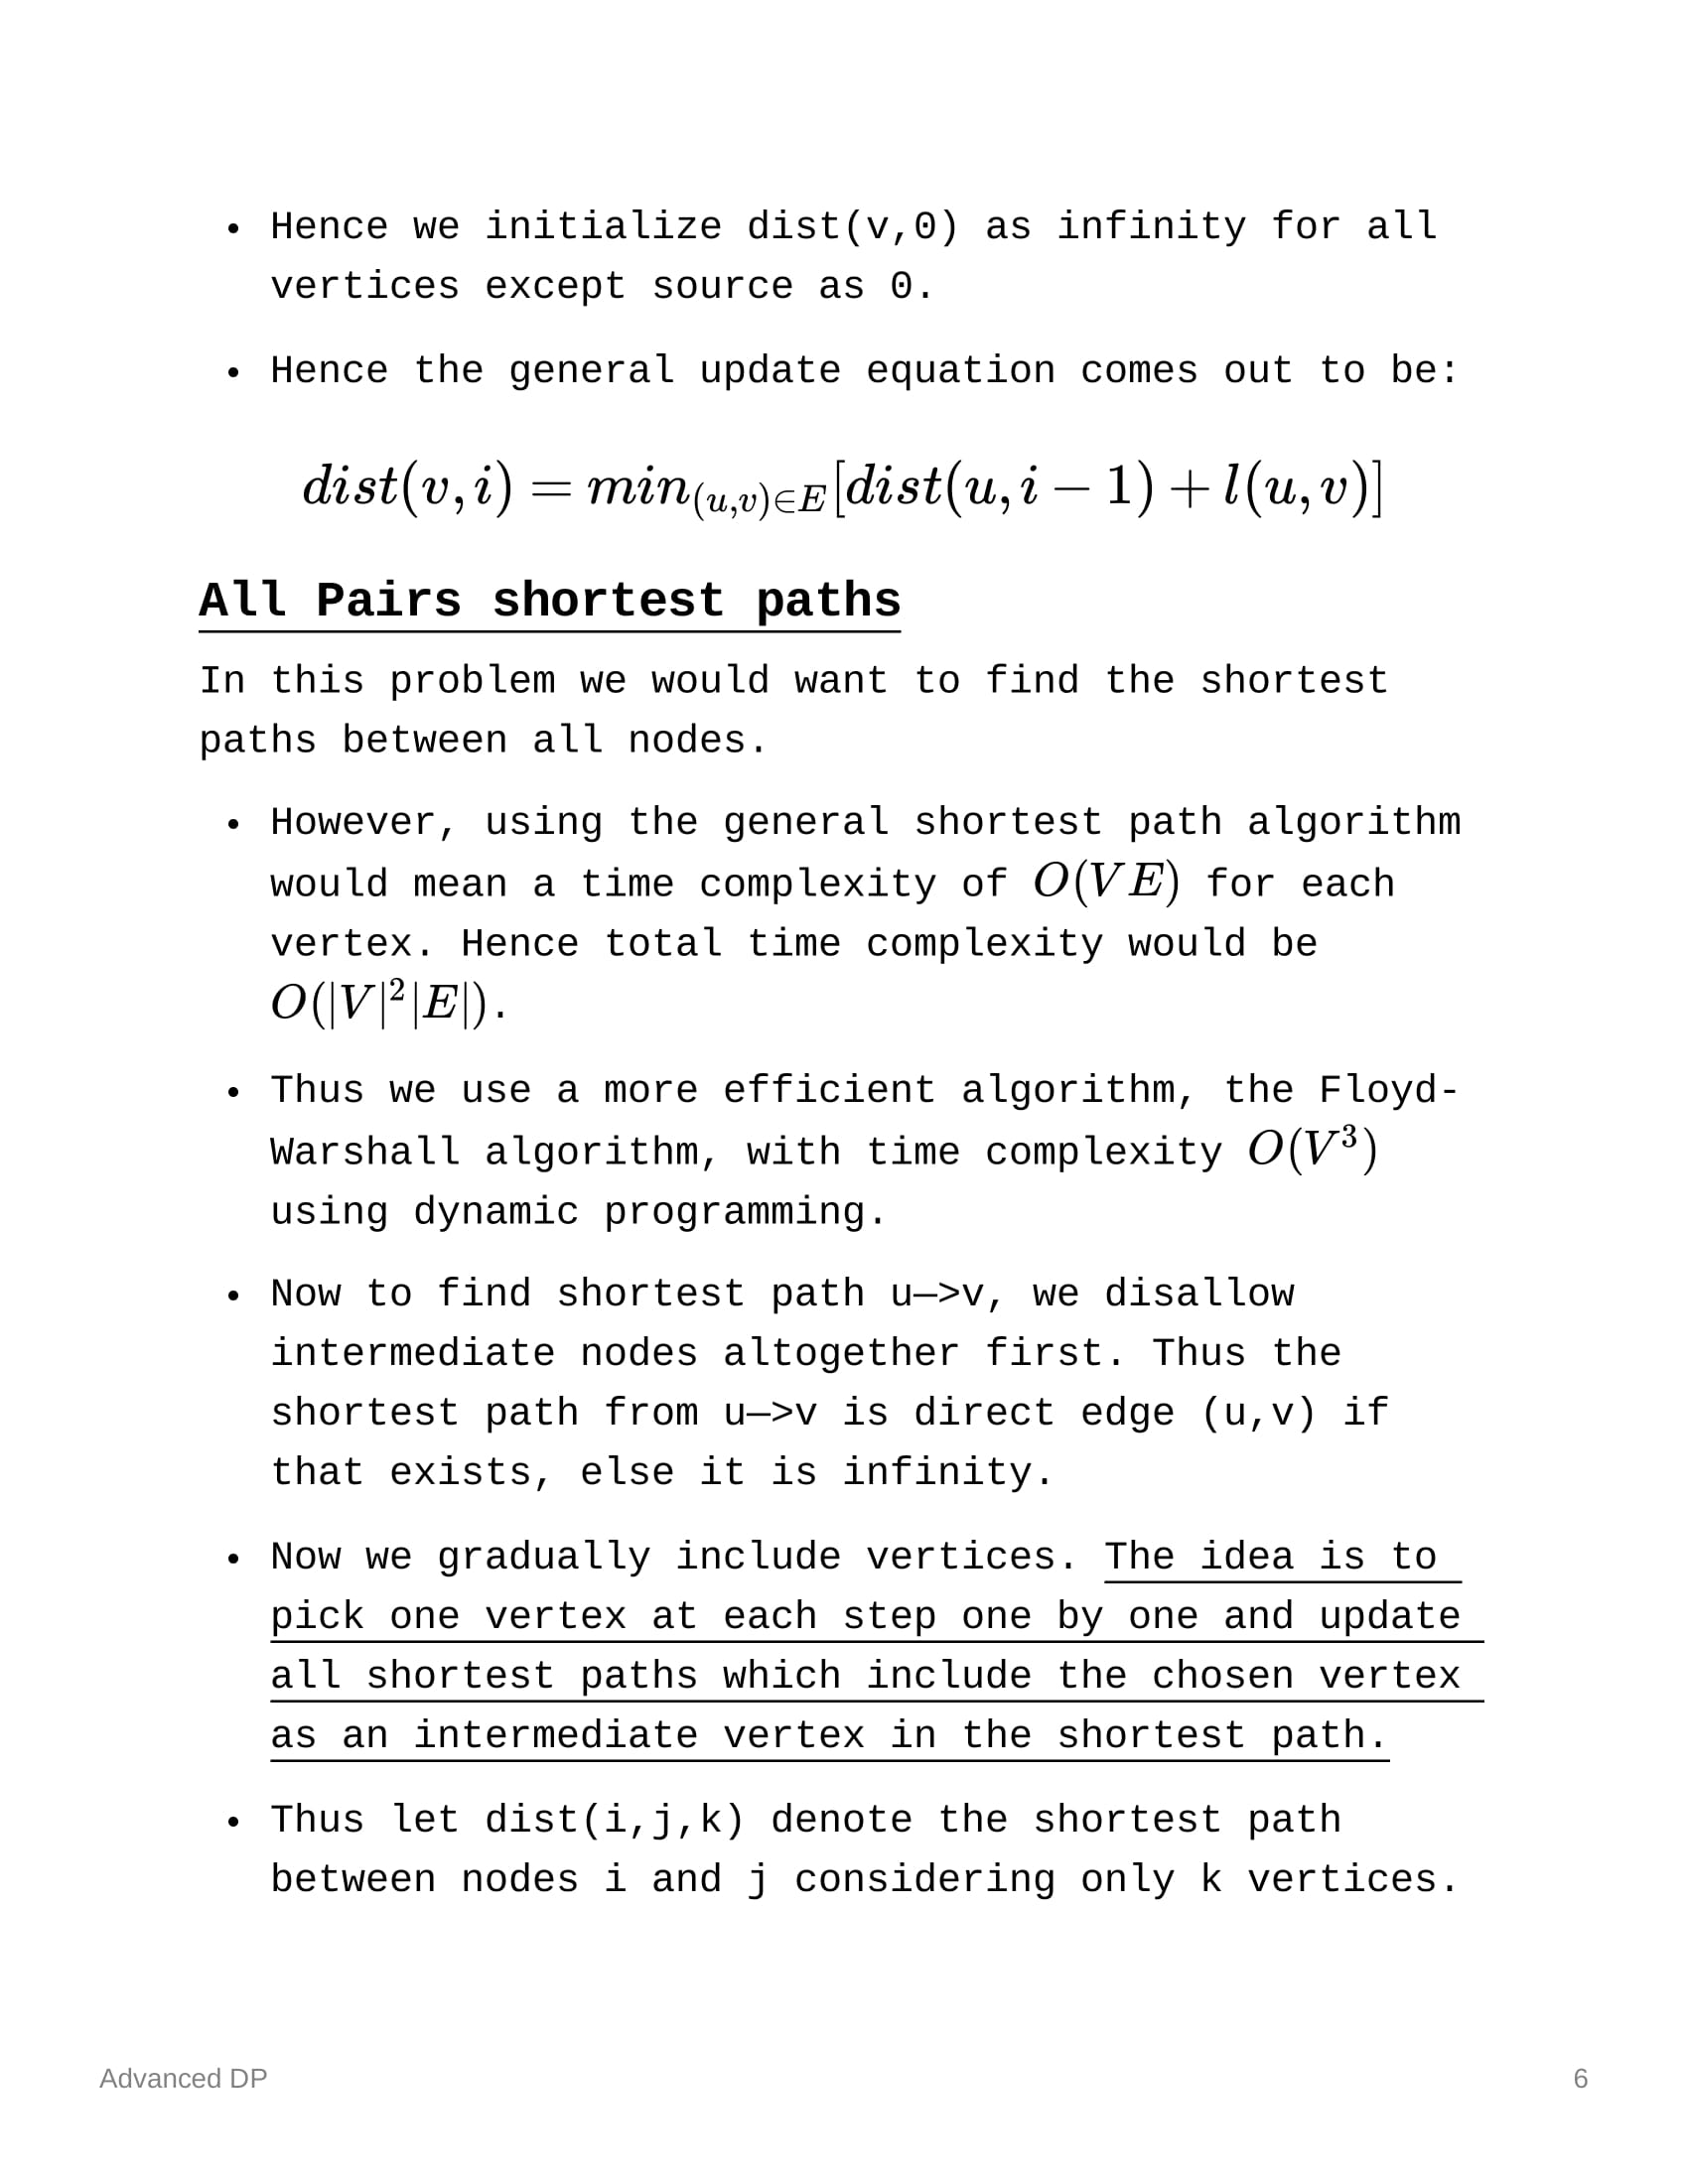 • Hence we initialize dist(v,0) as infinity for all
vertices except source as 0.
• Hence the general update equation comes out to be:
dist(v, i) = min_{(u,v)∈E}[dist(u, i − 1) + l(u, v)]
All Pairs shortest paths
In this problem we would want to find the shortest
paths between all nodes.
• However, using the general shortest path algorithm
would mean a time complexity of O(VE) for each
vertex. Hence total time complexity would be
O(|V|²|E|).
• Thus we use a more efficient algorithm, the Floyd-
Warshall algorithm, with time complexity O(V³)
using dynamic programming.
• Now to find shortest path u—>v, we disallow
intermediate nodes altogether first. Thus the
shortest path from u—>v is direct edge (u,v) if
that exists, else it is infinity.
• Now we gradually include vertices. The idea is to
pick one vertex at each step one by one and update
all shortest paths which include the chosen vertex
as an intermediate vertex in the shortest path.
• Thus let dist(i,j,k) denote the shortest path
between nodes i and j considering only k vertices.
Advanced DP 6